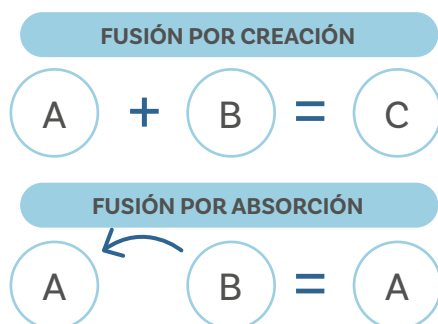 FUSIÓN POR CREACIÓN
A + B = C
FUSIÓN POR ABSORCIÓN
A B = A